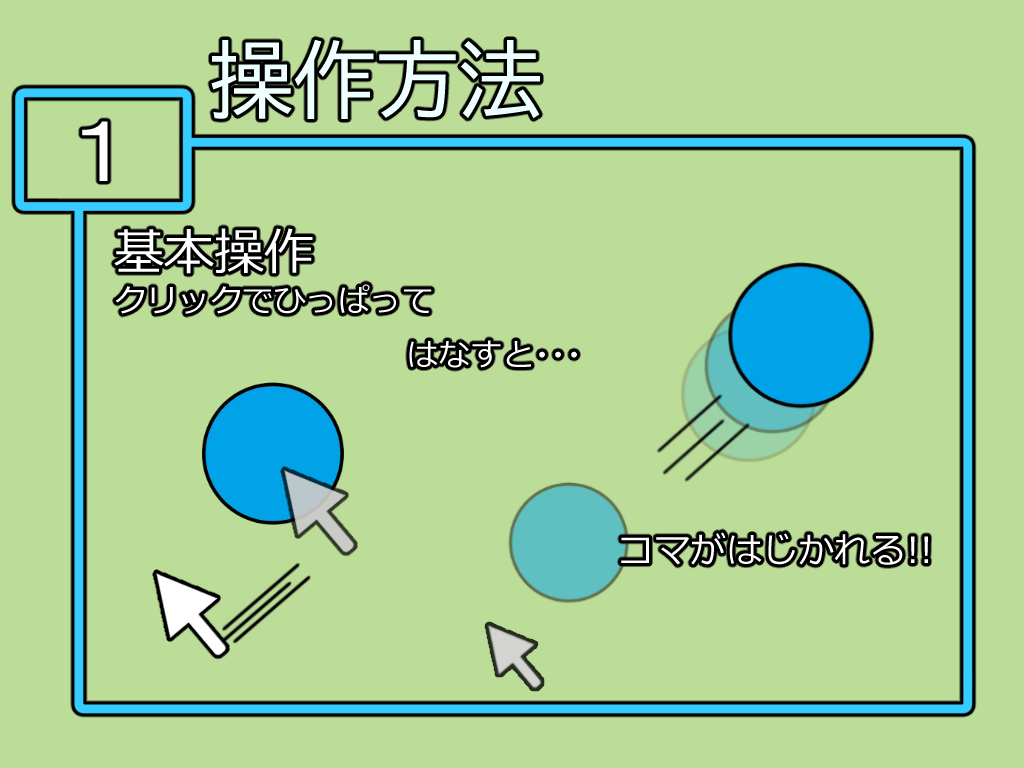 操作方法
1
基本操作
クリックでひっぱって
はなすと・・・
コマがはじかれる!!